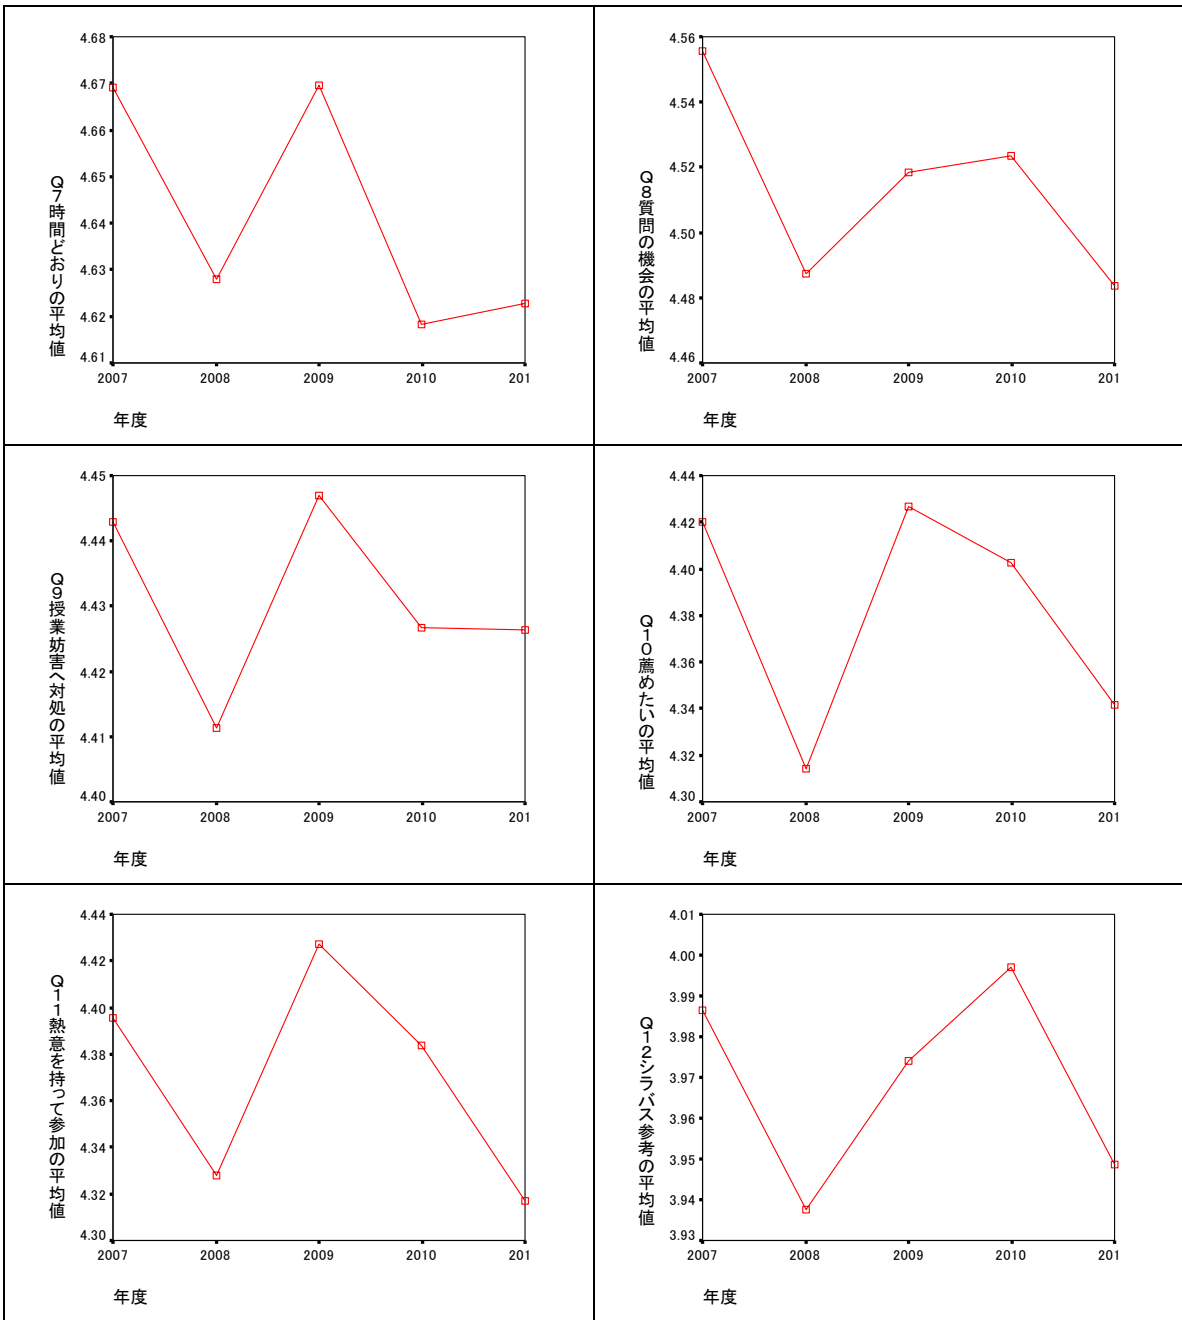 Q7時間どおりの平均値
4.68
4.67
4.66
4.65
4.64
4.63
4.62
4.61
2007 2008 2009 2010 201
年度
Q8質問の機会の平均値
4.56
4.54
4.52
4.50
4.48
4.46
2007 2008 2009 2010 201
年度
Q9授業妨害へ対処の平均値
4.45
4.44
4.43
4.42
4.41
4.40
2007 2008 2009 2010 201
年度
Q10薦めたいの平均値
4.44
4.42
4.40
4.38
4.36
4.34
4.32
4.30
2007 2008 2009 2010 201
年度
Q11熱意を持って参加の平均値
4.44
4.42
4.40
4.38
4.36
4.34
4.32
4.30
2007 2008 2009 2010 201
年度
Q12シラバス参考の平均値
4.01
4.00
3.99
3.98
3.97
3.96
3.95
3.94
3.93
2007 2008 2009 2010 201
年度